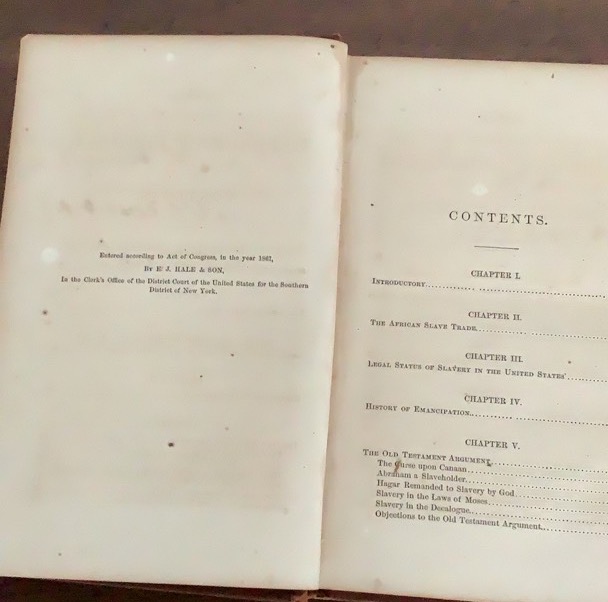 Entered according to Act of Congress, in the year 1867,
BY E. J. HALE & SON,
In the Clerk's Office of the District Court of the United States for the Southern
District of New York.
CONTENTS.
CHAPTER I.
INTRODUCTORY
CHAPTER II.
THE AFRICAN SLAVE TRADE
CHAPTER III.
LEGAL STATUS OF SLAVERY IN THE UNITED STATES
CHAPTER IV.
HISTORY OF EMANCIPATION
CHAPTER V.
THE OLD TESTAMENT ARGUMENT
The Curse upon Canaan
Abraham a Slaveholder
Hagar Remanded to Slavery by God
Slavery in the Laws of Moses
Slavery in the Decalogue
Objections to the Old Testament Argument